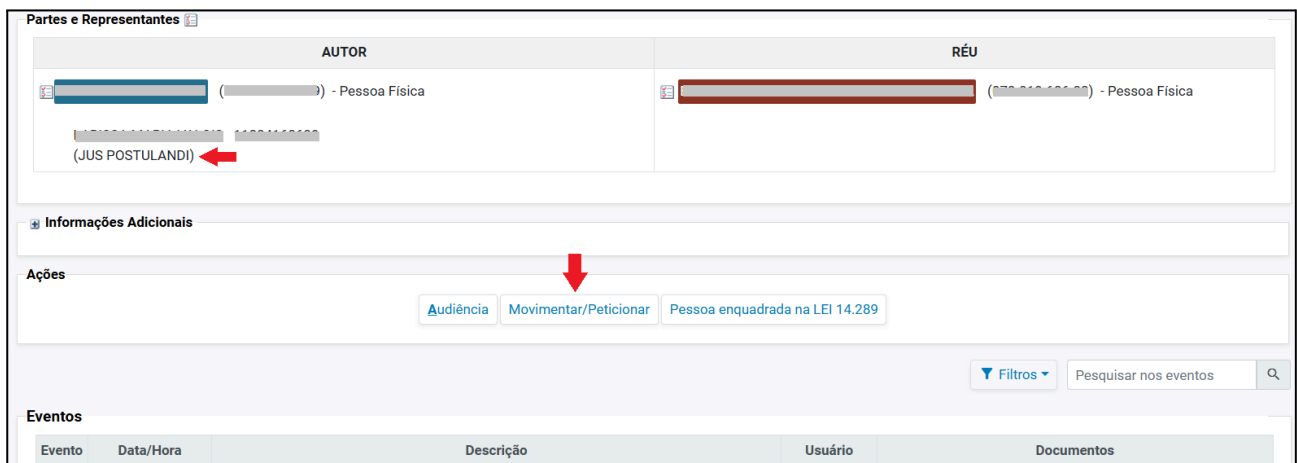 Partes e Representantes
AUTOR RÉU
( 9) - Pessoa Física ( ) - Pessoa Física
(JUS POSTULANDI)
Informações Adicionais
Ações
Audiência Movimentar/Peticionar Pessoa enquadrada na LEI 14.289
Filtros Pesquisar nos eventos
Eventos
Evento Data/Hora Descrição Usuário Documentos